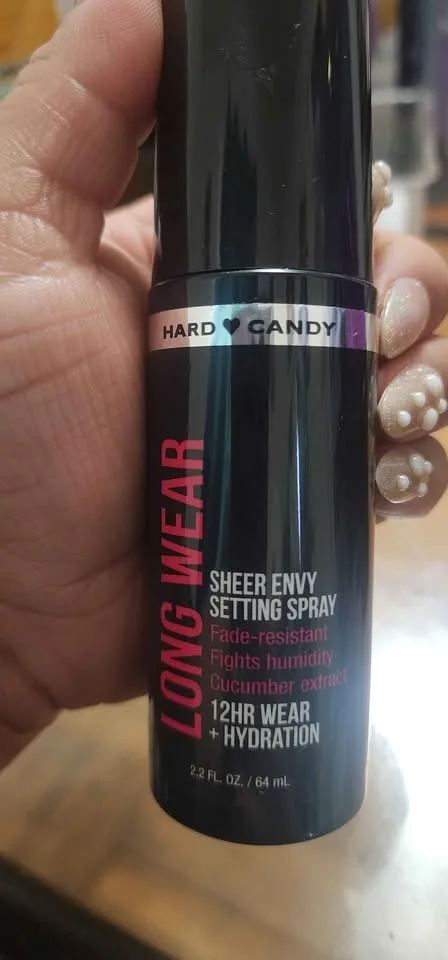 HARD ♥ CANDY
LONG WEAR
SHEER ENVY
SETTING SPRAY
Fade-resistant
Fights humidity
Cucumber extract
12HR WEAR
+ HYDRATION
2.2 FL. OZ. / 64 mL